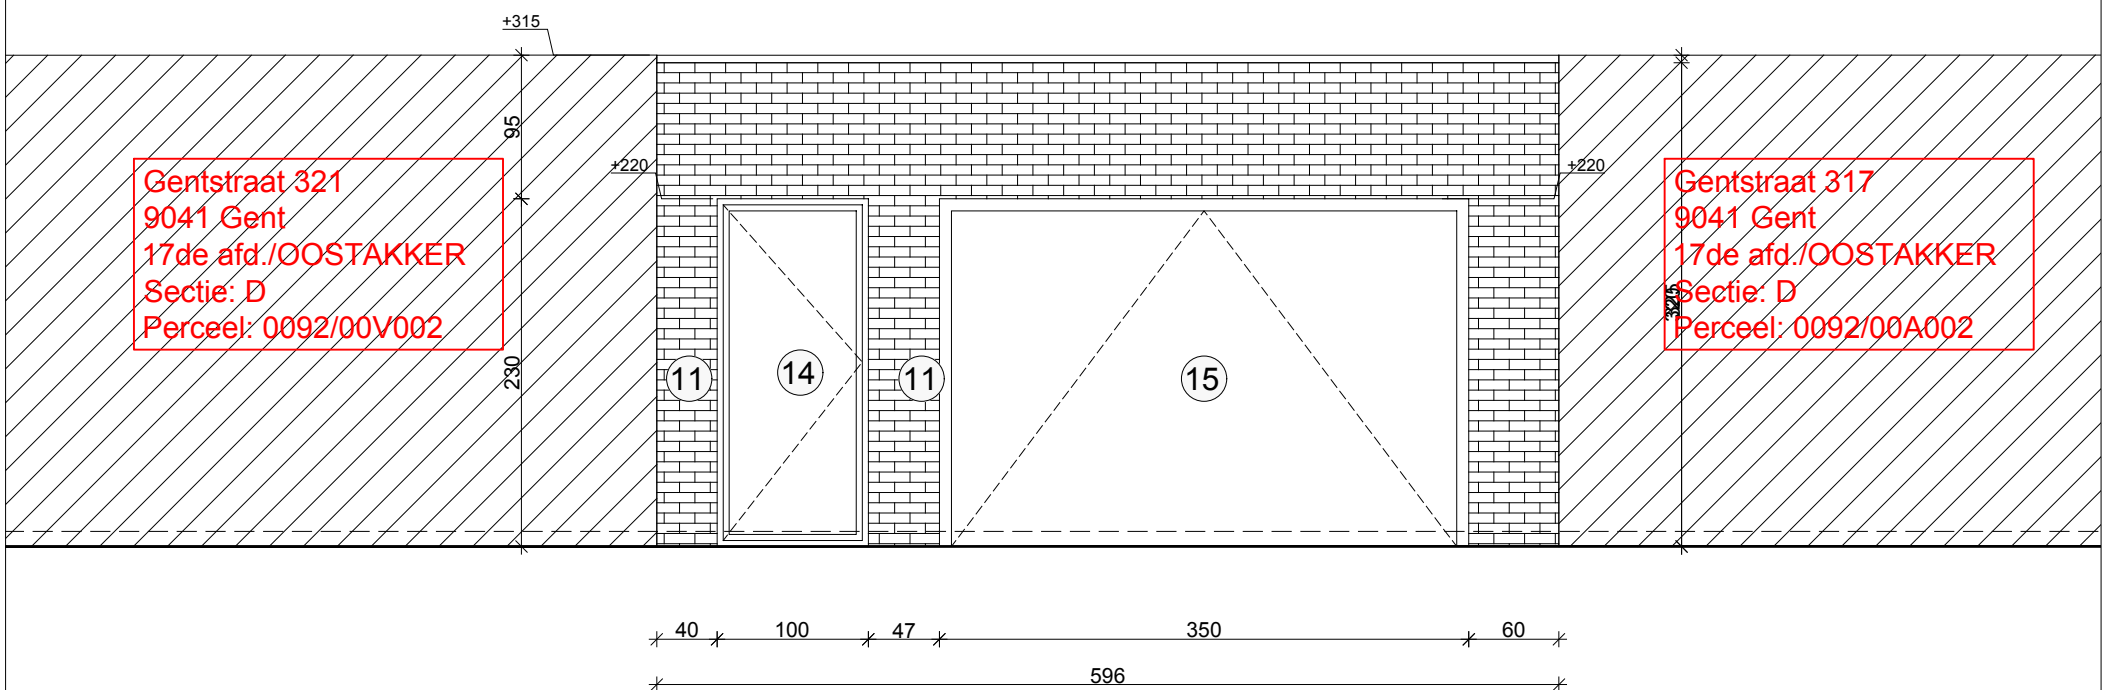 +315
95
+220
+220
Gentstraat 321
9041 Gent
17de afd./OOSTAKKER
Sectie: D
Perceel: 0092/00V002
Gentstraat 317
9041 Gent
17de afd./OOSTAKKER
Sectie: D
Perceel: 0092/00A002
230
11
14
11
15
40 100 47 350 60
596